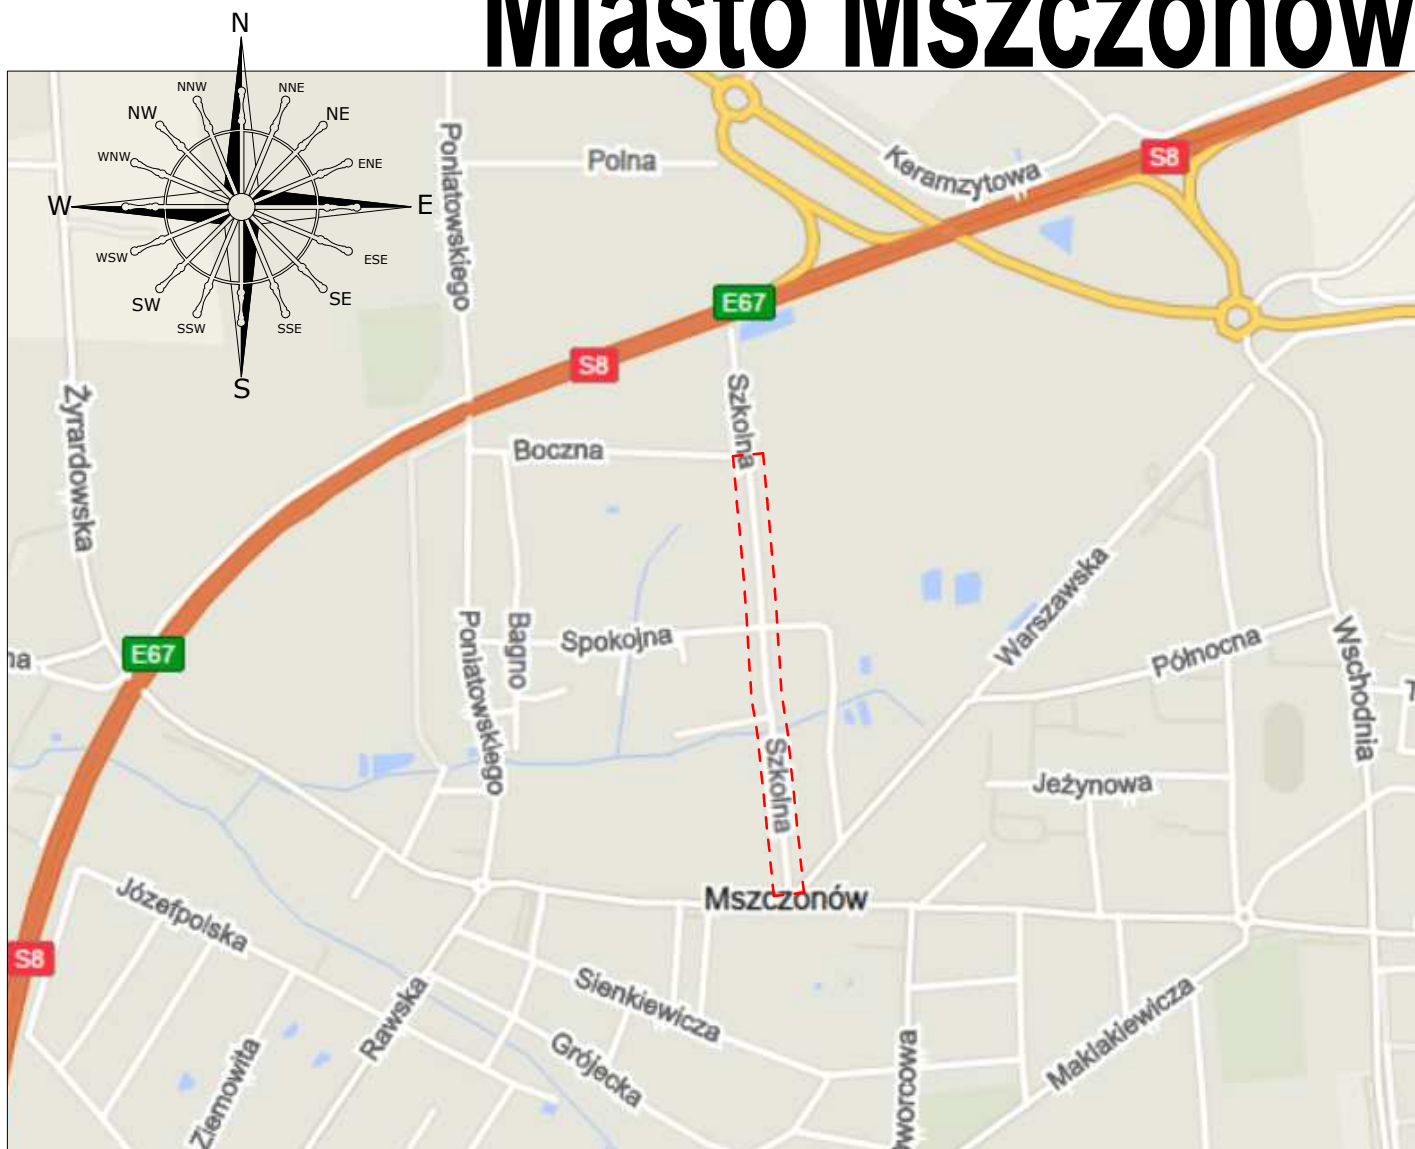 Miasto Mszczonów
N
NNW
NNE
NW
NE
WNW
ENE
W
E
WSW
ESE
SW
SE
SSW
SSE
S
Poniatowskiego
Polna
Keramzytowa
S8
E67
S8
Szkolna
Żyrardowska
Boczna
Warszawska
Bagno
Poniatowskiego
Spokojna
Północna
Wschodnia
E67
Szkolna
Jeżynowa
Mszczonów
Józefpolska
S8
Sienkiewicza
Rawska
Grójecka
Maklakiewicza
Ziemowita